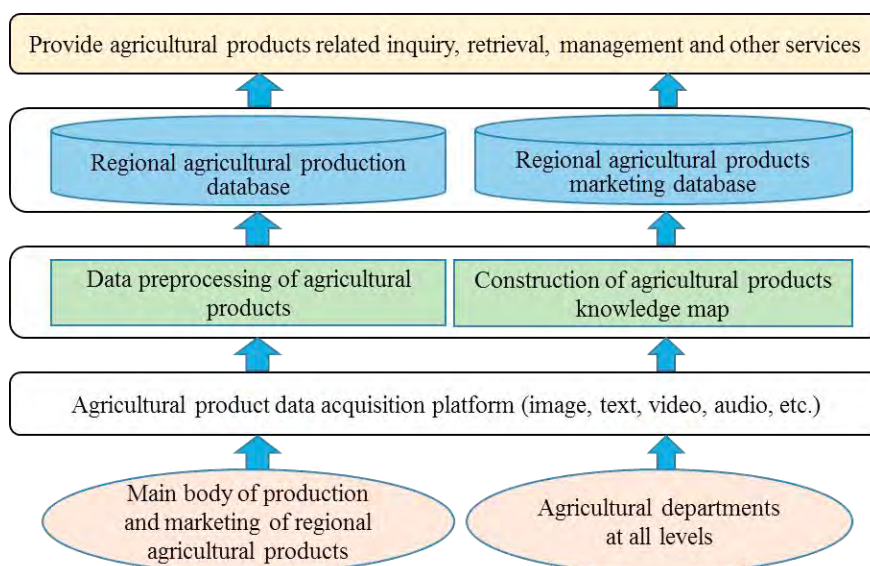 Provide agricultural products related inquiry, retrieval, management and other services
Regional agricultural production
database
Regional agricultural products
marketing database
Data preprocessing of agricultural
products
Construction of agricultural products
knowledge map
Agricultural product data acquisition platform (image, text, video, audio, etc.)
Main body of production
and marketing of regional
agricultural products
Agricultural departments
at all levels